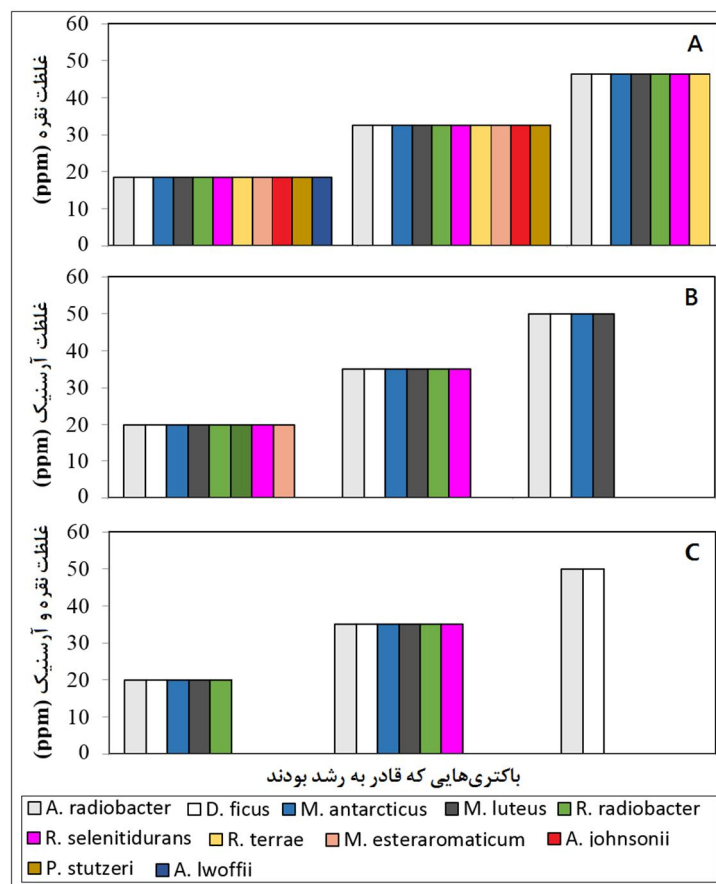 A
غلظت نقره (ppm)
60
50
40
30
20
10
0
B
غلظت آرسنیک (ppm)
60
50
40
30
20
10
0
C
غلظت نقره و آرسنیک (ppm)
60
50
40
30
20
10
0
باکتری‌هایی که قادر به رشد بودند
A. radiobacter D. ficus M. antarcticus M. luteus R. radiobacter
R. selenitidurans R. terrae M. esteraromaticum A. johnsonii
P. stutzeri A. lwoffii